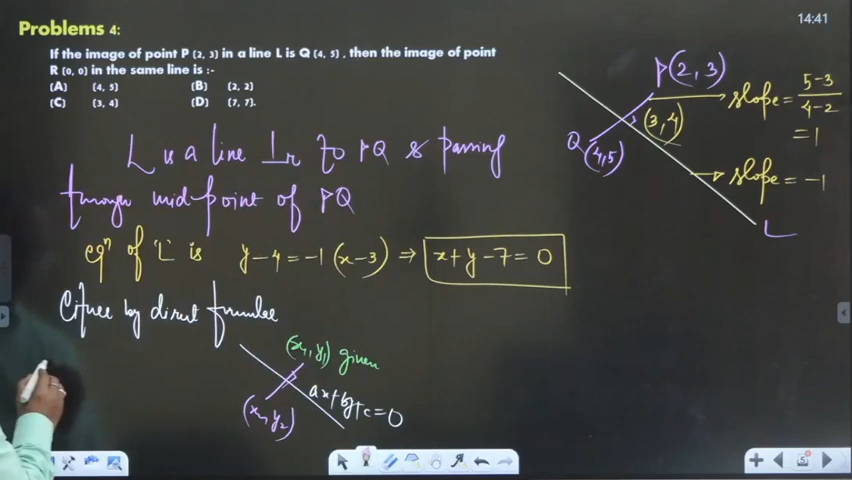 14:41
Problems 4:
If the image of point P (2, 3) in a line L is Q (4, 5) , then the image of point
R (0, 0) in the same line is :-
(A) (4, 5) (B) (2, 2)
(C) (3, 4) (D) (7, 7).
P(2, 3)
slope = 5-3/4-2
= 1
(3, 4)
Q(4,5)
slope = -1
L
L is a line ⊥r to PQ & passing
through mid-point of PQ
eqn of 'L' is y-4 = -1 (x-3) ⇒ x+y-7 = 0
Either by direct formulae
(x1, y1) given
ax+by+c=0
(x2, y2)
5